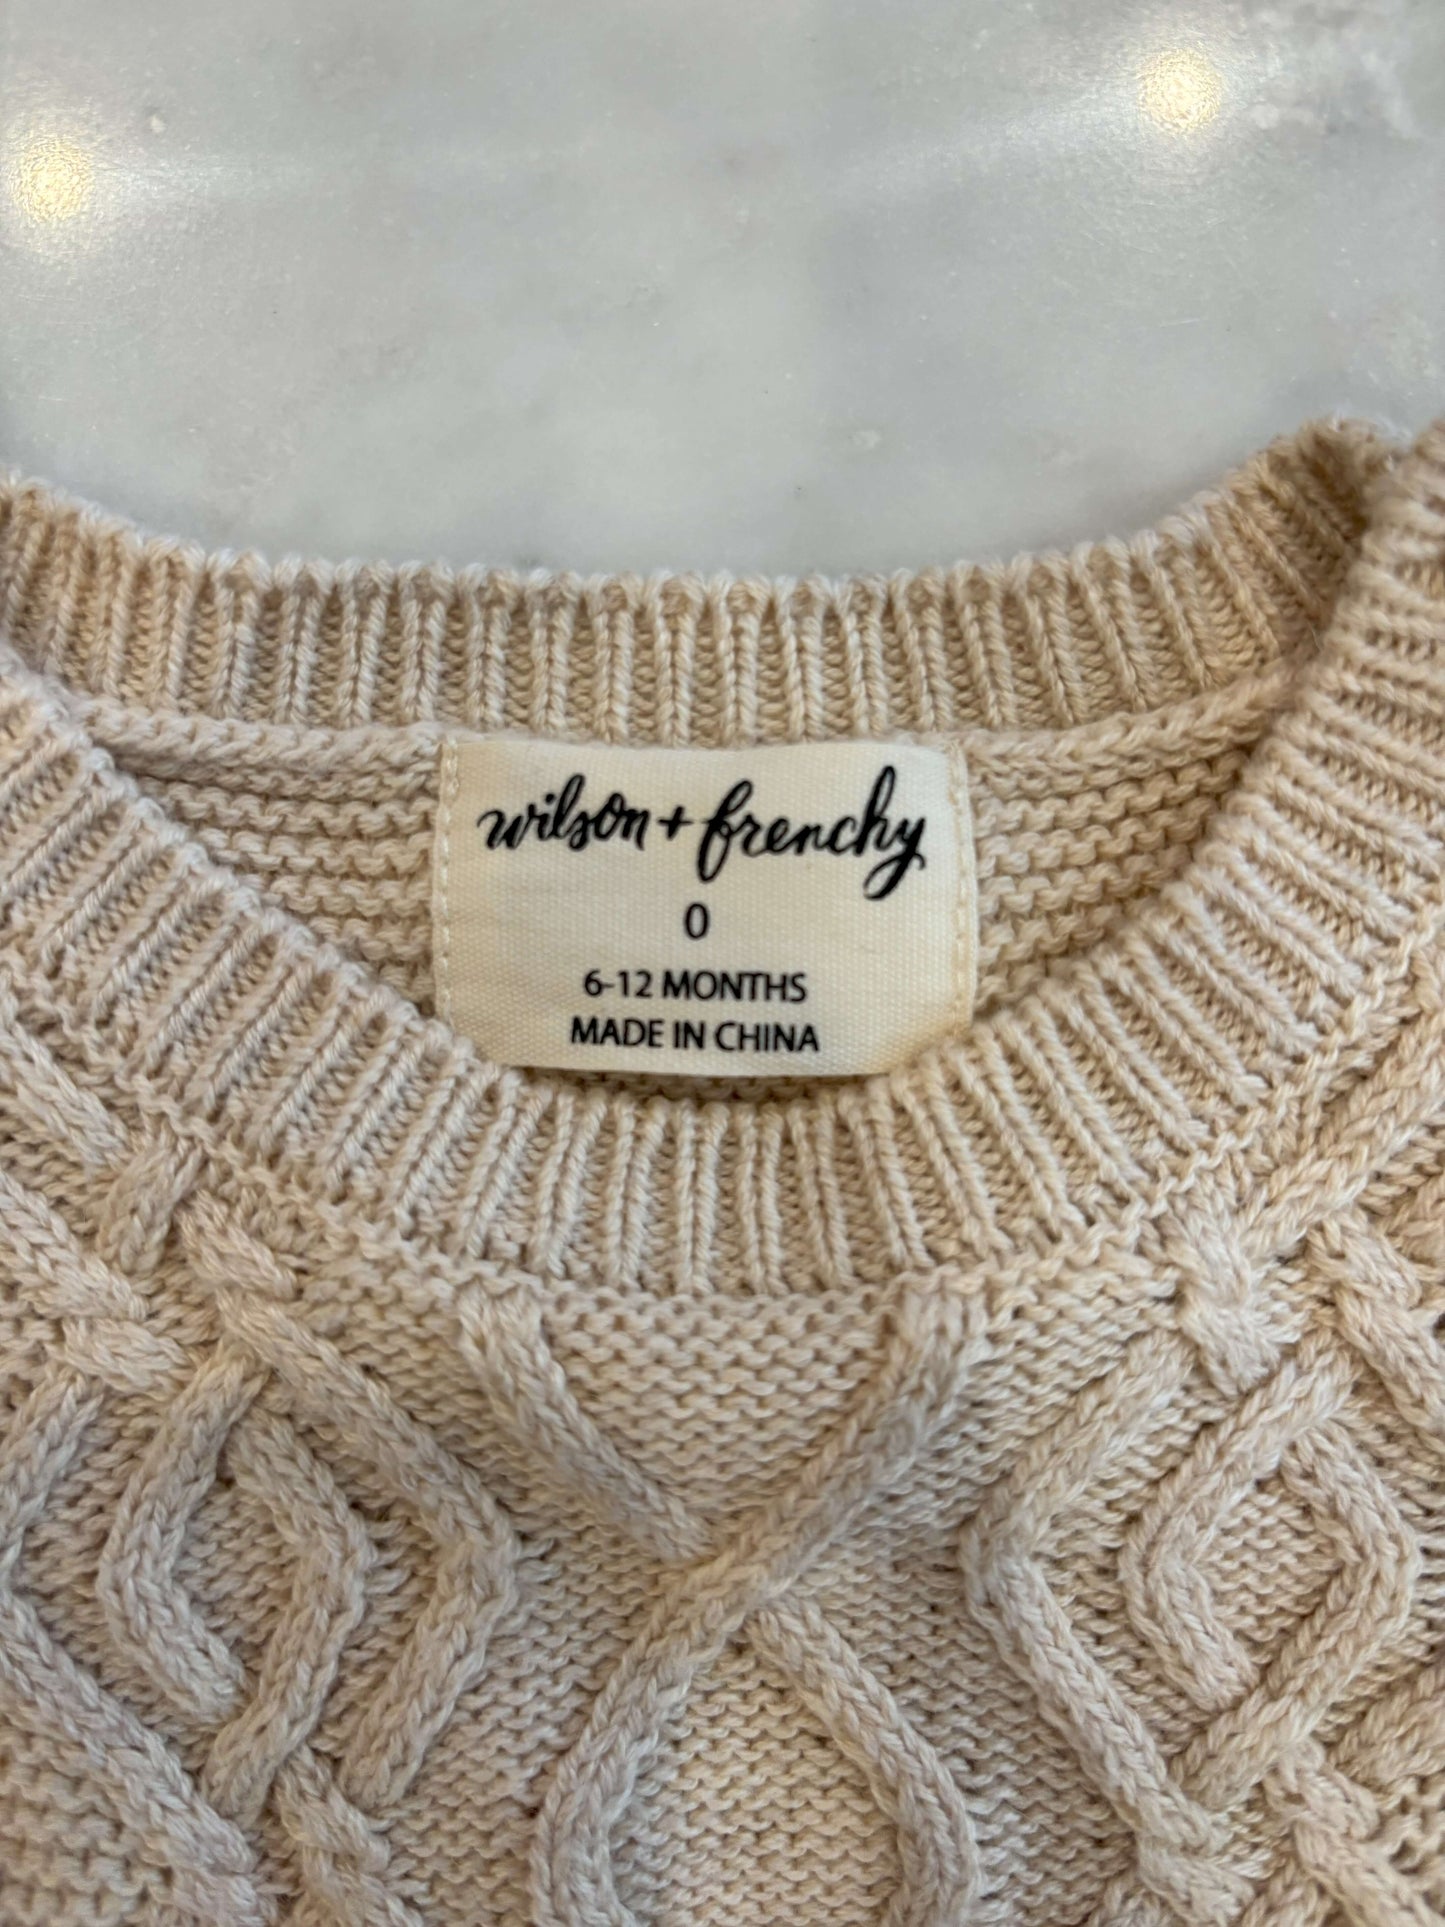 wilson + frenchy
0
6-12 MONTHS
MADE IN CHINA